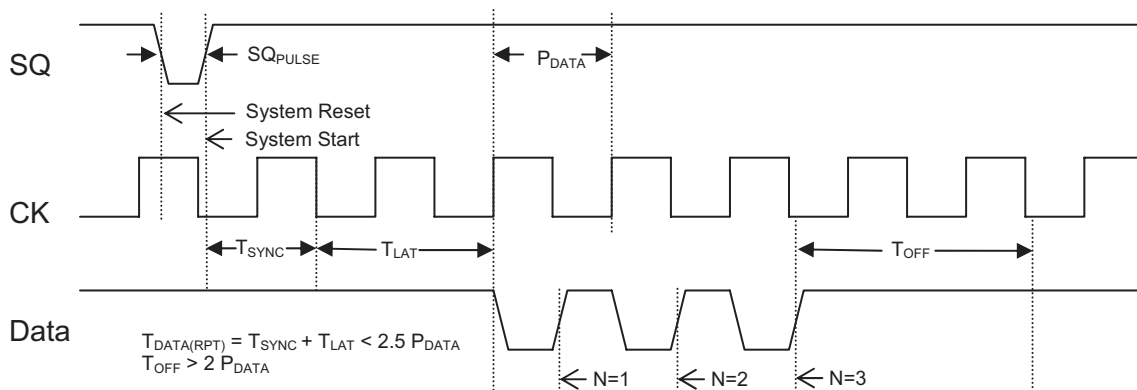 SQ
SQPULSE
PDATA
System Reset
System Start
CK
TSYNC
TLAT
TOFF
Data
TDATA(RPT) = TSYNC + TLAT < 2.5 PDATA
TOFF > 2 PDATA
N=1
N=2
N=3